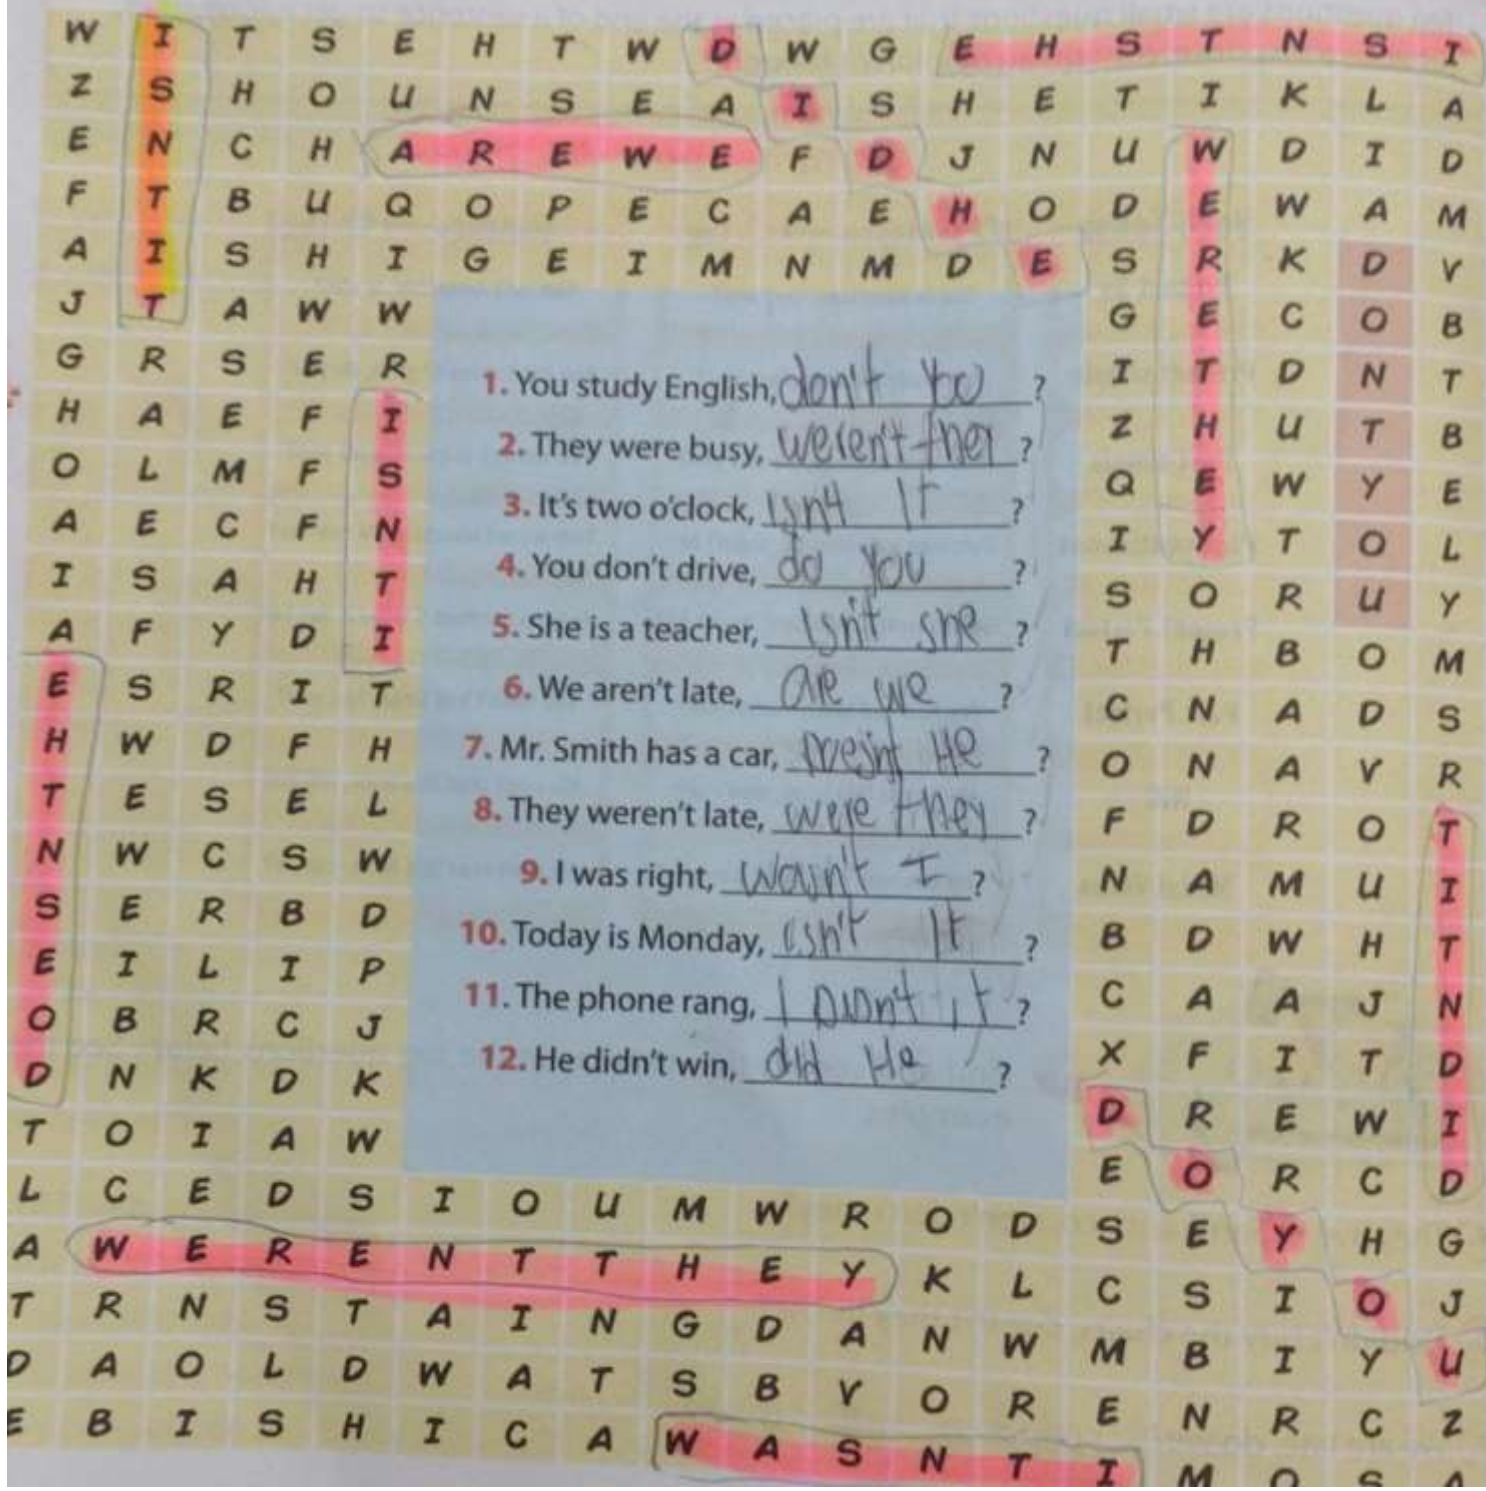 W I T S E H T W D W G E H S T N S I
Z S H O U N S E A I S H E T I K L A
E N C H A R E W E F D J N U W D I D
F T B U Q O P E C A E H O D E W A M
A I S H I G E I M N M D E S R K D V
J T A W W G E C O B
G R S E R I T D N T
H A E F I Z H U T B
O L M F S Q E W Y E
A E C F N I Y T O L
I S A H T S O R U Y
A F Y D I T H B O M
E S R I T C N A D S
H W D F H O N A V R
T E S E L F D R O T
N W C S W N A M U I
S E R B D B D W H T
E I L I P C A A J N
O B R C J X F I T D
D N K D K D R E W I
T O I A W E O R C D
L C E D S I O U M W R O D S E Y H G
A W E R E N T T H E Y K L C S I O J
T R N S T A I N G D A N W M B I Y U
D A O L D W A T S B V O R E N R C Z
E B I S H I C A W A S N T I M O S A
1. You study English, don't you ?
2. They were busy, weren't they ?
3. It's two o'clock, Isnt It ?
4. You don't drive, do you ?
5. She is a teacher, Isn't she ?
6. We aren't late, are we ?
7. Mr. Smith has a car, Doesnt He ?
8. They weren't late, were they ?
9. I was right, wasn't I ?
10. Today is Monday, isn't It ?
11. The phone rang, Didn't it ?
12. He didn't win, did He ?